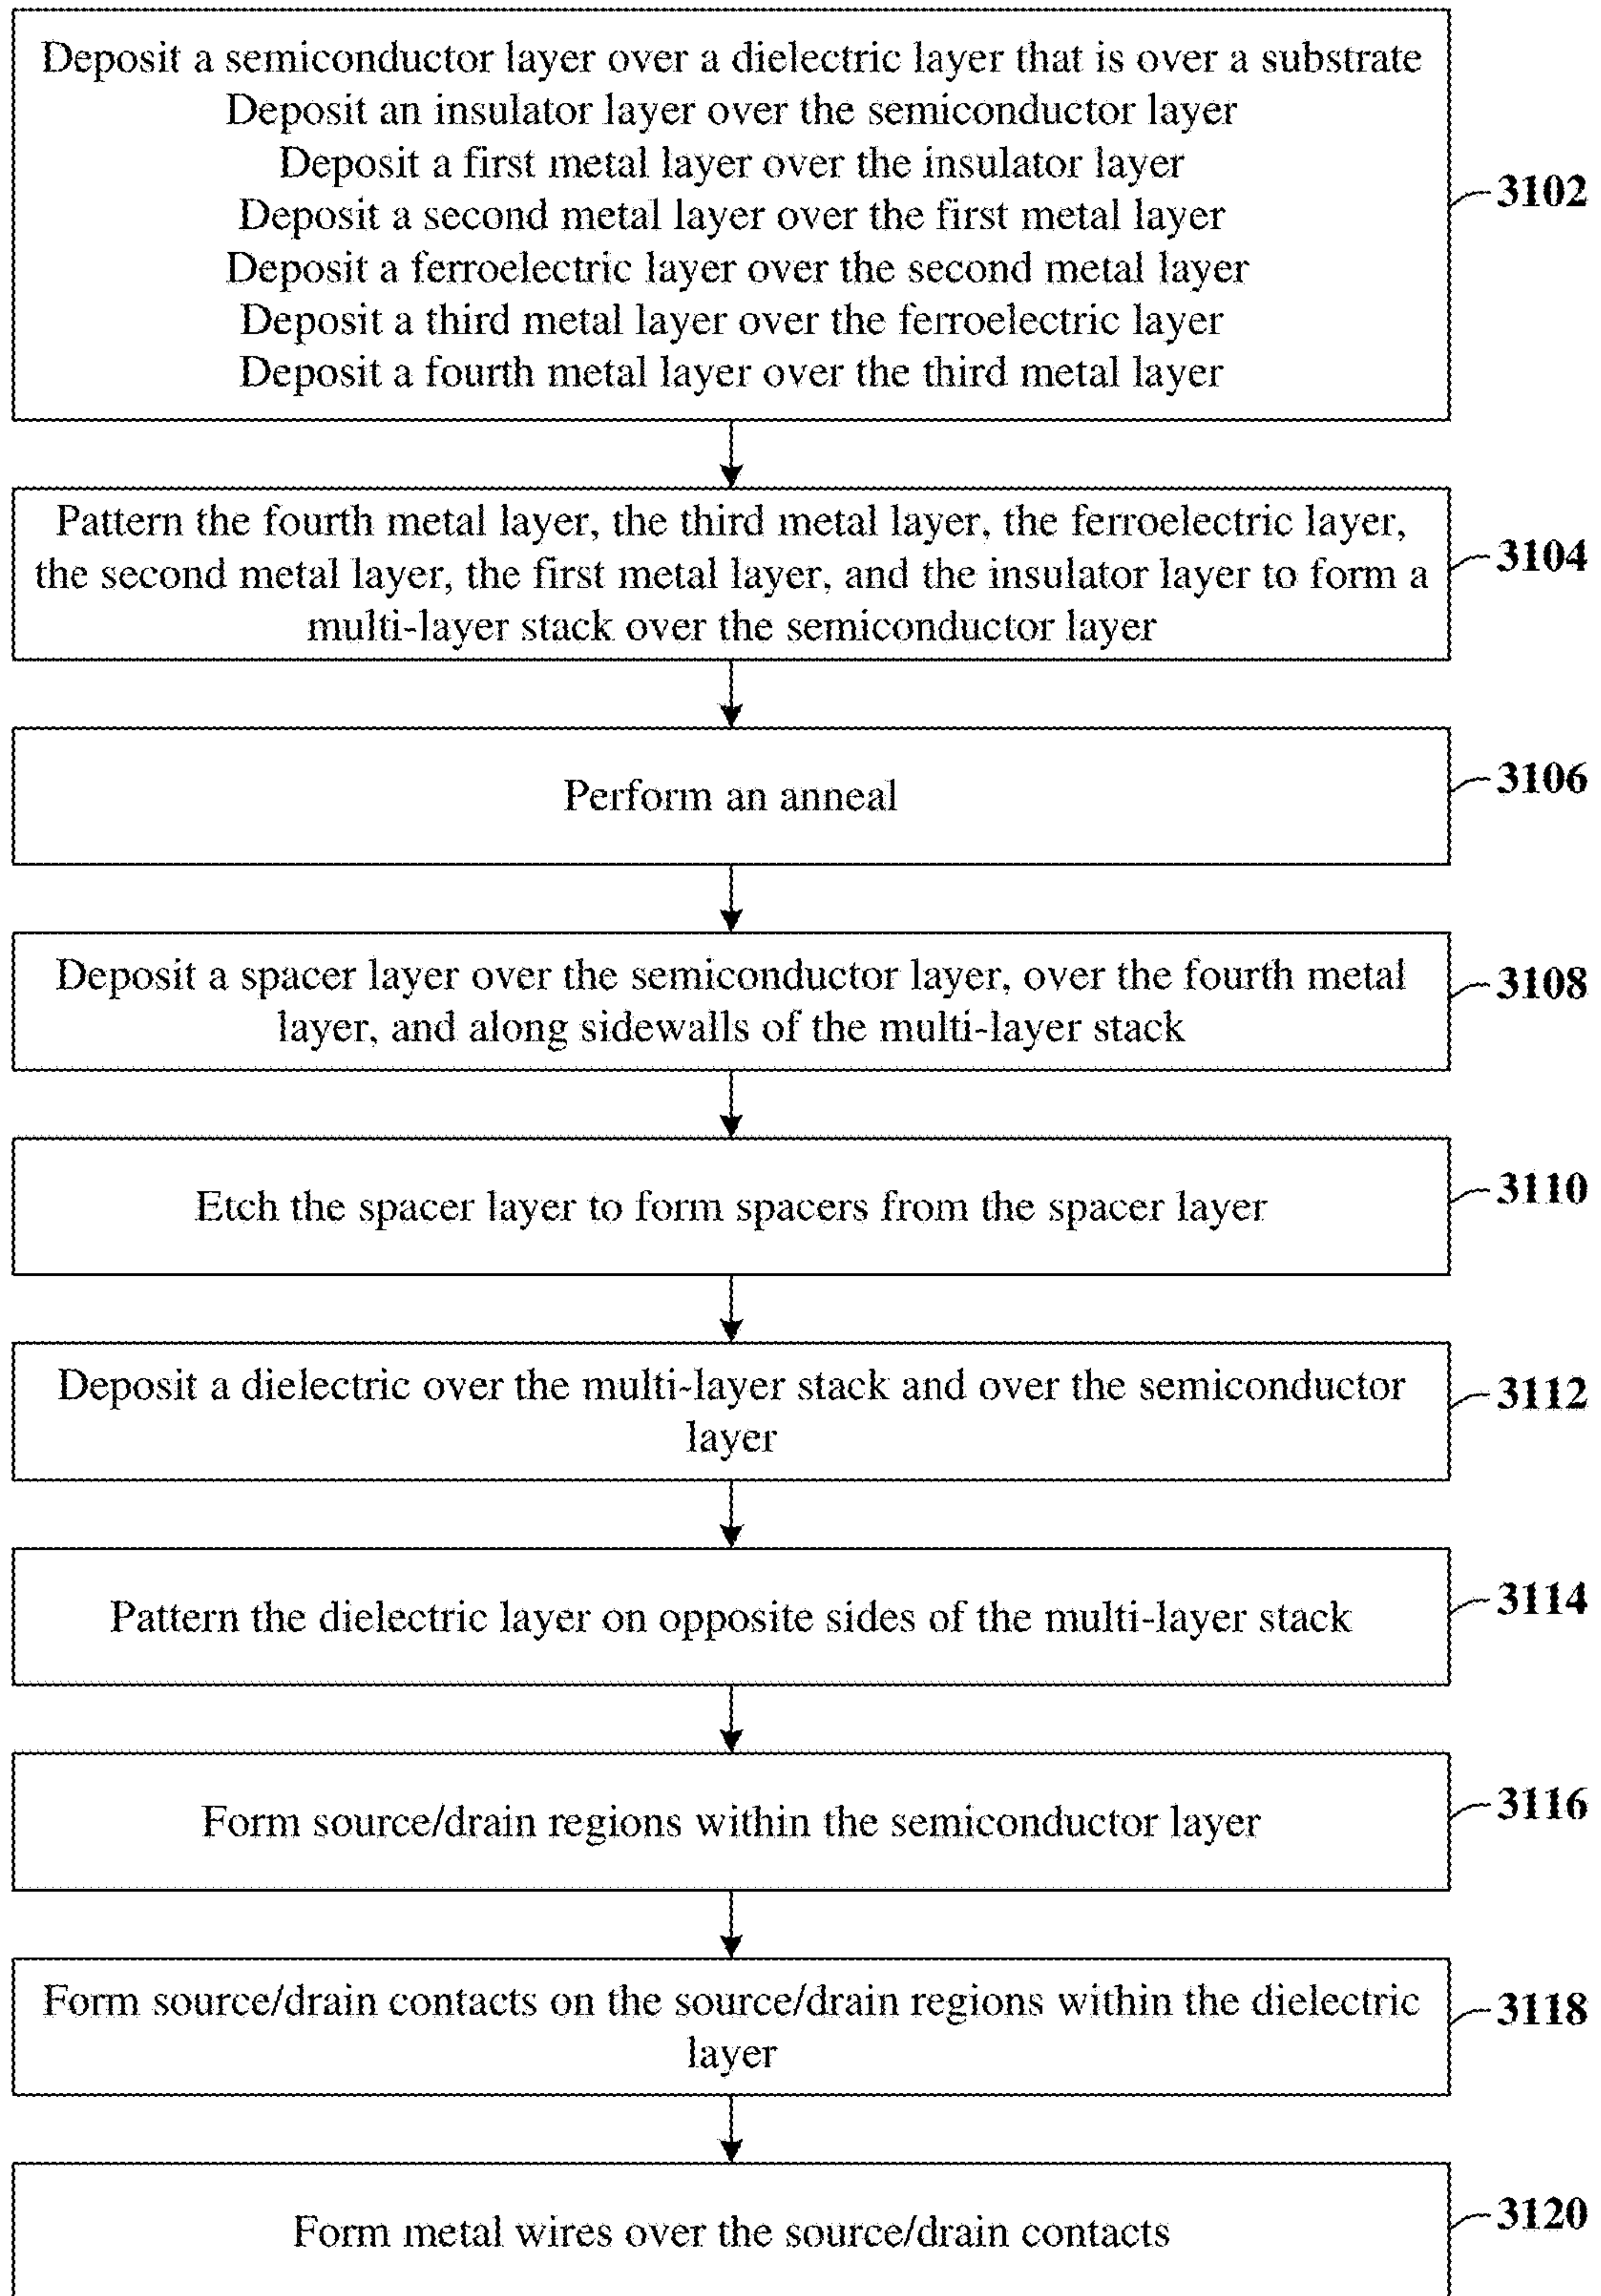 Deposit a semiconductor layer over a dielectric layer that is over a substrate
Deposit an insulator layer over the semiconductor layer
Deposit a first metal layer over the insulator layer
Deposit a second metal layer over the first metal layer
Deposit a ferroelectric layer over the second metal layer
Deposit a third metal layer over the ferroelectric layer
Deposit a fourth metal layer over the third metal layer
3102
Pattern the fourth metal layer, the third metal layer, the ferroelectric layer,
the second metal layer, the first metal layer, and the insulator layer to form a
multi-layer stack over the semiconductor layer
3104
Perform an anneal
3106
Deposit a spacer layer over the semiconductor layer, over the fourth metal
layer, and along sidewalls of the multi-layer stack
3108
Etch the spacer layer to form spacers from the spacer layer
3110
Deposit a dielectric over the multi-layer stack and over the semiconductor
layer
3112
Pattern the dielectric layer on opposite sides of the multi-layer stack
3114
Form source/drain regions within the semiconductor layer
3116
Form source/drain contacts on the source/drain regions within the dielectric
layer
3118
Form metal wires over the source/drain contacts
3120